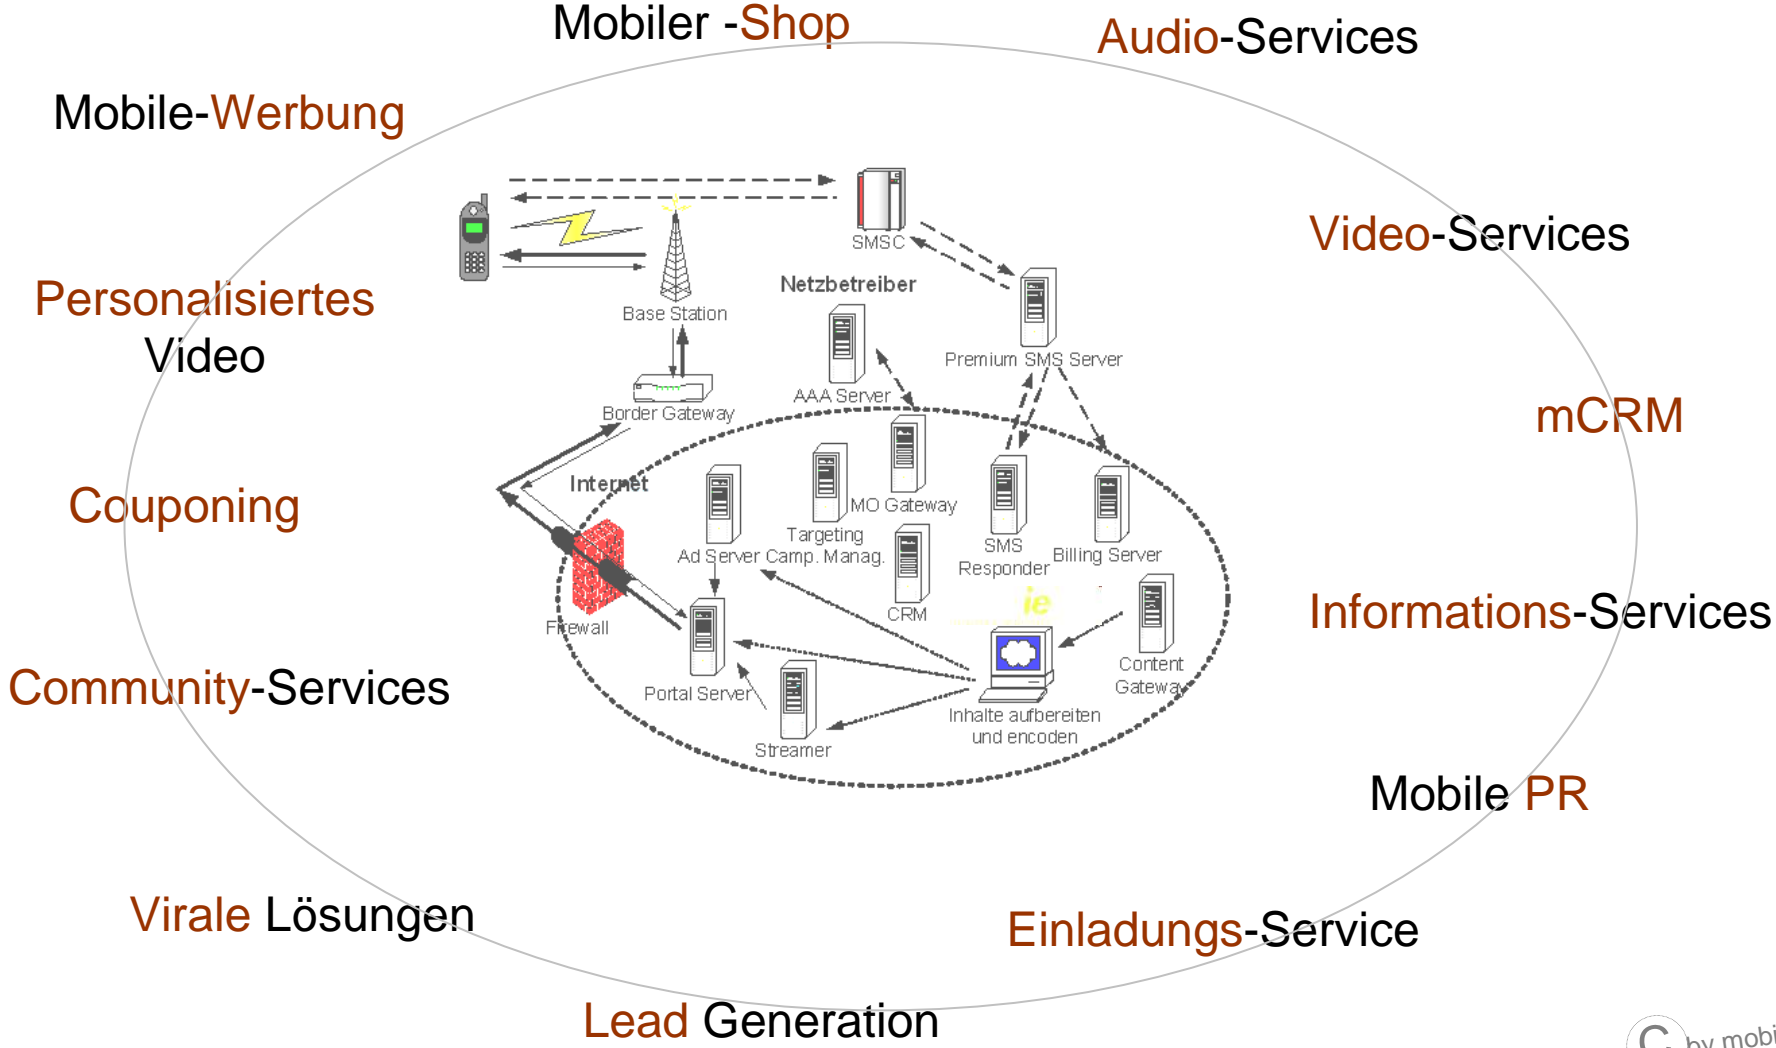 Mobiler -Shop
Audio-Services
Mobile-Werbung
Video-Services
SMSC
Netzbetreiber
Personalisiertes
Video
Base Station
Premium SMS Server
AAA Server
Border Gateway
mCRM
Internet
Couponing
MO Gateway
Targeting
Camp. Manag.
Ad Server
SMS
Responder
Billing Server
CRM
ie
Firewall
Informations-Services
Content
Gateway
Community-Services
Portal Server
Inhalte aufbereiten
und encoden
Streamer
Mobile PR
Virale Lösungen
Einladungs-Service
Lead Generation
C by mobi